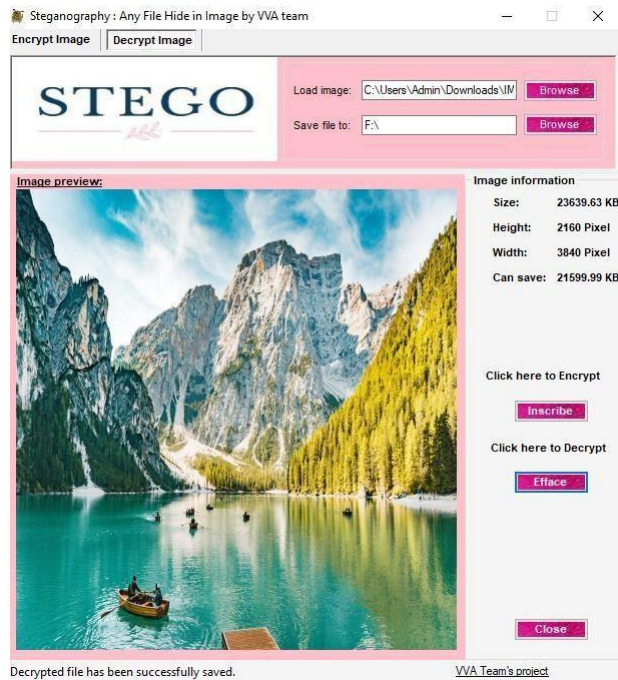 Steganography : Any File Hide in Image by VVA team
Encrypt Image Decrypt Image
STEGO
Load image: C:\Users\Admin\Downloads\IM Browse
Save file to: F:\ Browse
Image preview:
Image information
Size: 23639.63 KB
Height: 2160 Pixel
Width: 3840 Pixel
Can save: 21599.99 KB
Click here to Encrypt
Inscribe
Click here to Decrypt
Efface
Close
Decrypted file has been successfully saved. VVA Team's project